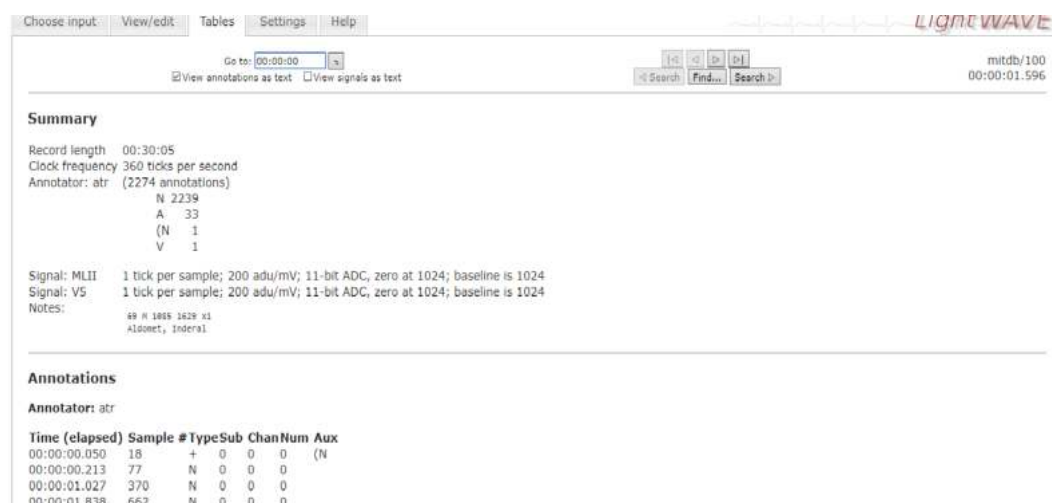 Choose input View/edit Tables Settings Help LightWAVE
Go to: 00:00:00
View annotations as text View signals as text
|◁ ◁ ▷ ▷|
◁ Search Find... Search ▷
mitdb/100
00:00:01.596
Summary
Record length 00:30:05
Clock frequency 360 ticks per second
Annotator: atr (2274 annotations)
N 2239
A 33
(N 1
V 1
Signal: MLII 1 tick per sample; 200 adu/mV; 11-bit ADC, zero at 1024; baseline is 1024
Signal: V5 1 tick per sample; 200 adu/mV; 11-bit ADC, zero at 1024; baseline is 1024
Notes:
69 M 1085 1629 x1
Aldomet, Inderal
Annotations
Annotator: atr
Time (elapsed) Sample # Type Sub Chan Num Aux
00:00:00.050 18 + 0 0 0 (N
00:00:00.213 77 N 0 0 0
00:00:01.027 370 N 0 0 0
00:00:01.838 662 N 0 0 0